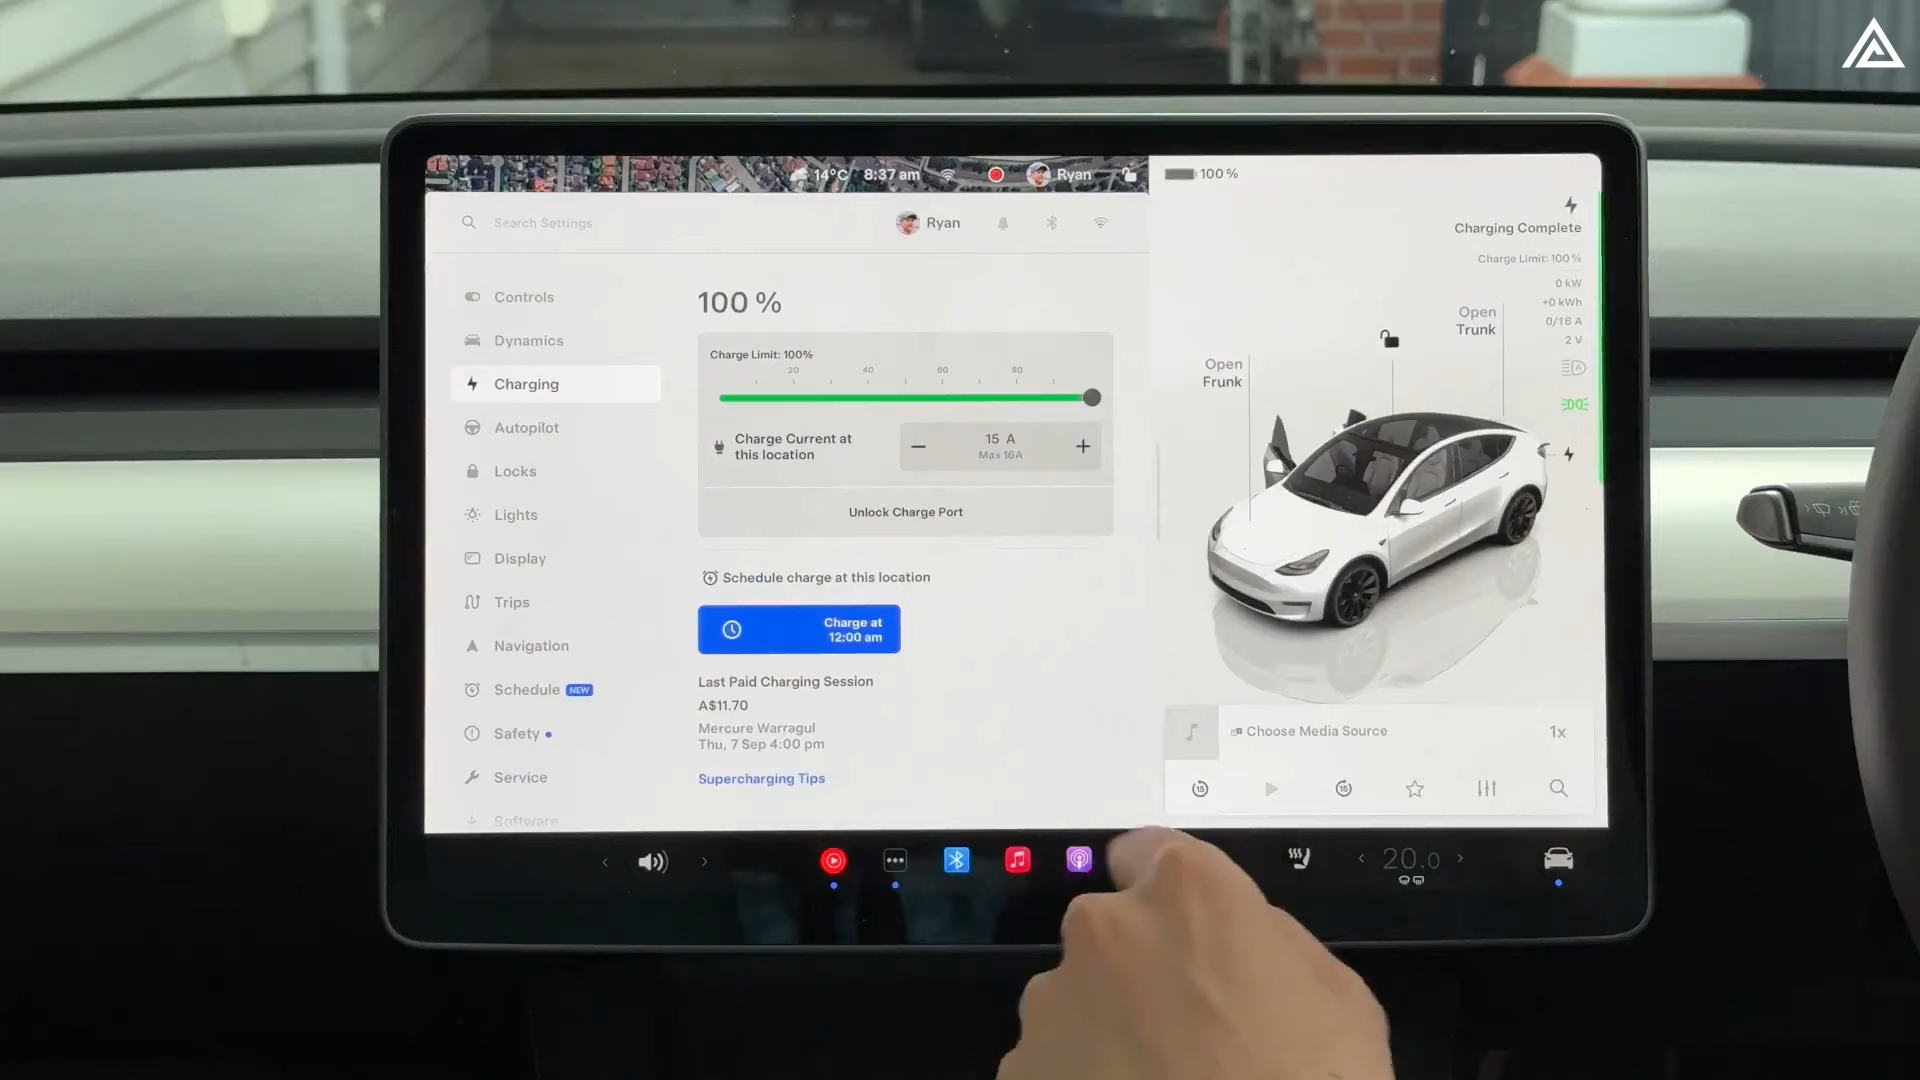 14°C 8:37 am Ryan
100 %
Search Settings
Ryan
Controls
Dynamics
Charging
Autopilot
Locks
Lights
Display
Trips
Navigation
Schedule NEW
Safety
Service
Software
100 %
Charge Limit: 100%
20 40 60 80
Charge Current at
this location
15 A
Max 16A
Unlock Charge Port
Schedule charge at this location
Charge at
12:00 am
Last Paid Charging Session
A$11.70
Mercure Warragul
Thu, 7 Sep 4:00 pm
Supercharging Tips
Charging Complete
Charge Limit: 100%
0 kW
+0 kWh
0/16 A
2 V
Open
Trunk
Open
Frunk
Choose Media Source
1x
15
15
20.0